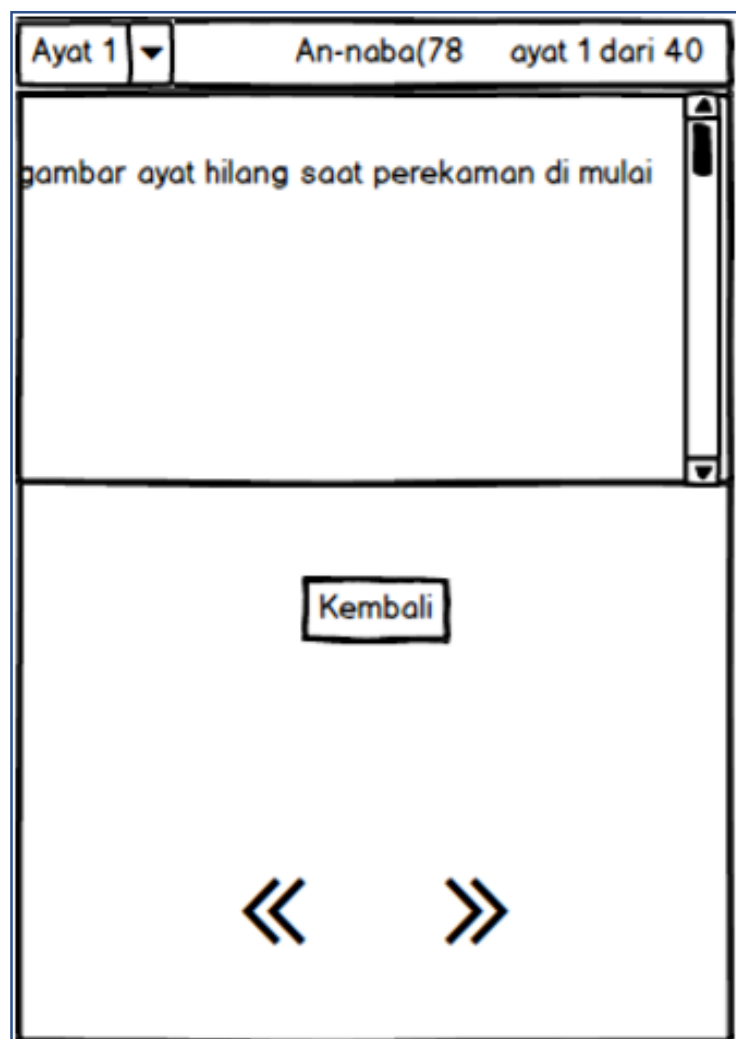 Ayat 1 An-naba(78 ayat 1 dari 40
gambar ayat hilang saat perekaman di mulai
Kembali